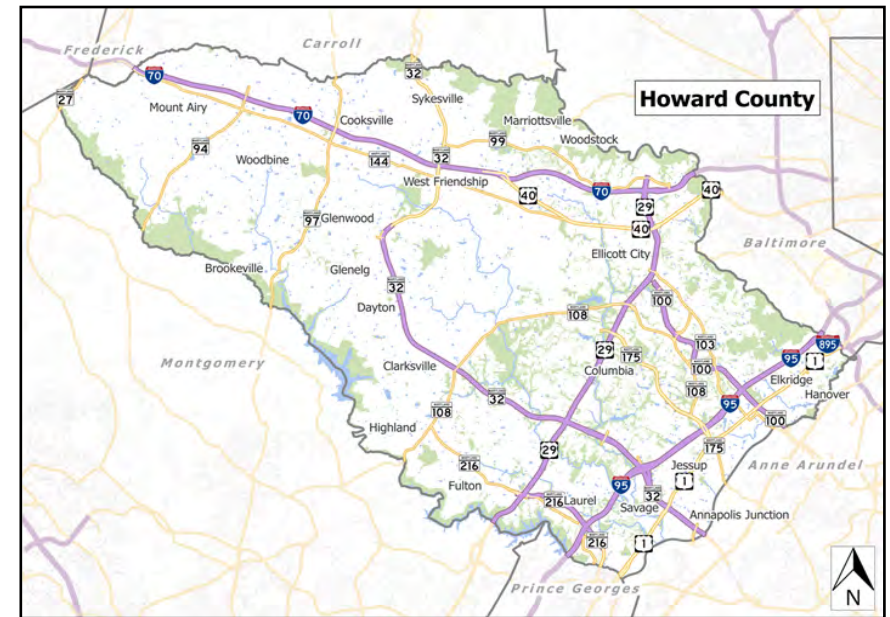 Frederick
Carroll
Howard County
70
32
27
Mount Airy
Sykesville
70
Cooksville
Marriottsville
94
99
Woodstock
Woodbine
144
32
West Friendship
70
40
40
29
97
Glenwood
40
Baltimore
Ellicott City
Brookeville
Glenelg
32
100
Dayton
108
103
895
29
175
95
1
Clarksville
Columbia
100
Elkridge
32
108
Hanover
108
95
100
Highland
29
175
216
Jessup
Anne Arundel
Montgomery
Fulton
95
1
216
Laurel
32
Savage
Annapolis Junction
216
1
Prince Georges
N